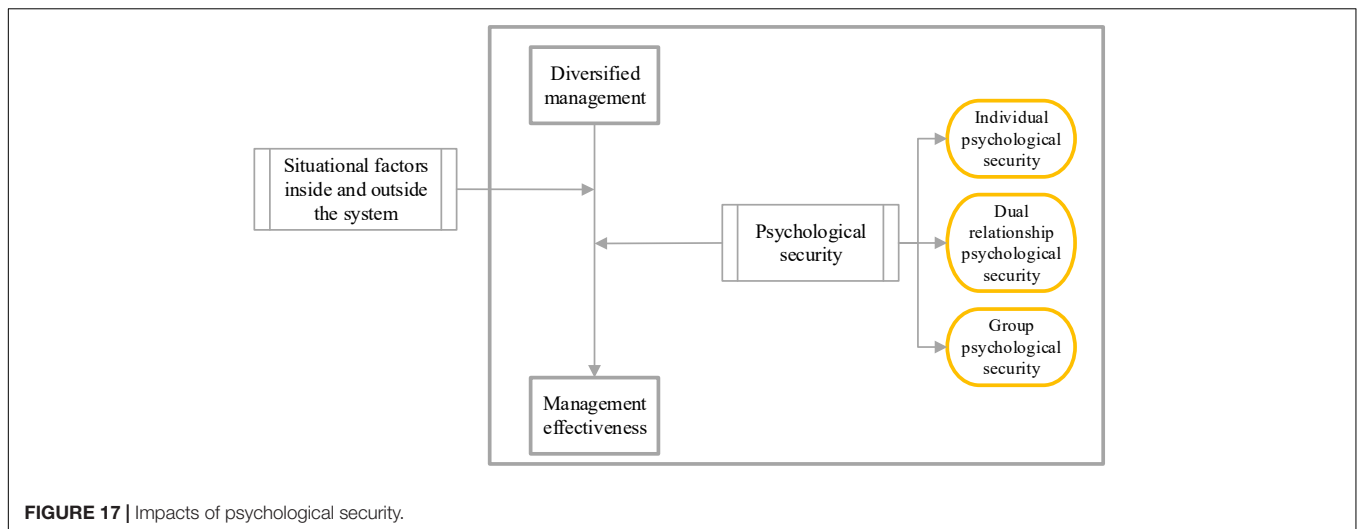 Diversified
management
Situational factors
inside and outside
the system
Psychological
security
Individual
psychological
security
Dual
relationship
psychological
security
Group
psychological
security
Management
effectiveness
FIGURE 17 | Impacts of psychological security.